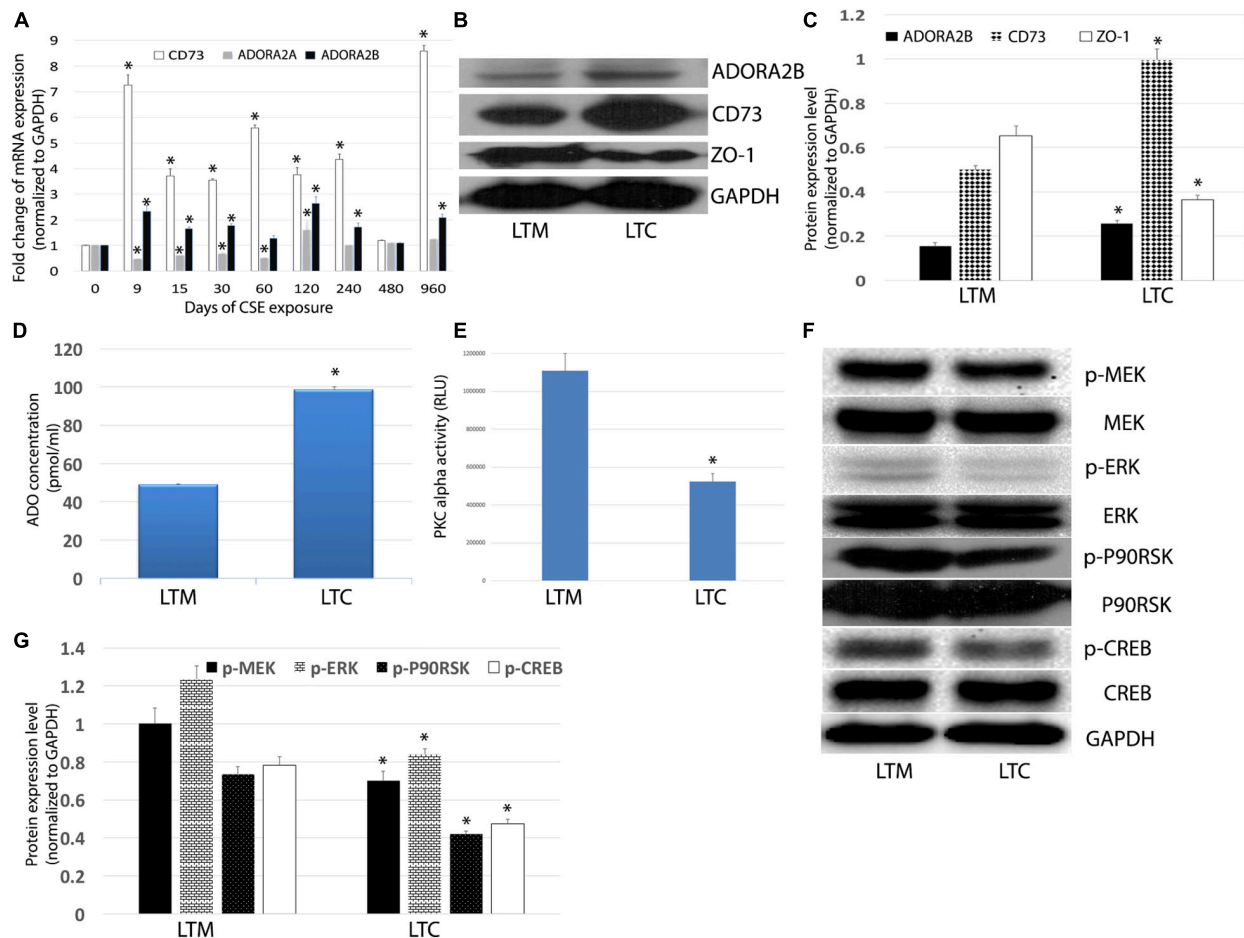 A
Fold change of mRNA expression
(normalized to GAPDH)
9
8
7
6
5
4
3
2
1
0
CD73 ADORA2A ADORA2B
* * * * * * * * * * * * * * * * * *
0 9 15 30 60 120 240 480 960
Days of CSE exposure
B
ADORA2B
CD73
ZO-1
GAPDH
LTM LTC
C
Protein expression level
(normalized to GAPDH)
1.2
1
0.8
0.6
0.4
0.2
0
ADORA2B CD73 ZO-1
* * *
LTM LTC
D
ADO concentration
(pmol/ml)
120
100
80
60
40
20
0
*
LTM LTC
E
PKC alpha activity (RLU)
1200000
1000000
800000
600000
400000
200000
0
*
LTM LTC
F
p-MEK
MEK
p-ERK
ERK
p-P90RSK
P90RSK
p-CREB
CREB
GAPDH
LTM LTC
G
Protein expression level
(normalized to GAPDH)
1.4
1.2
1
0.8
0.6
0.4
0.2
0
p-MEK p-ERK p-P90RSK p-CREB
* * * *
LTM LTC